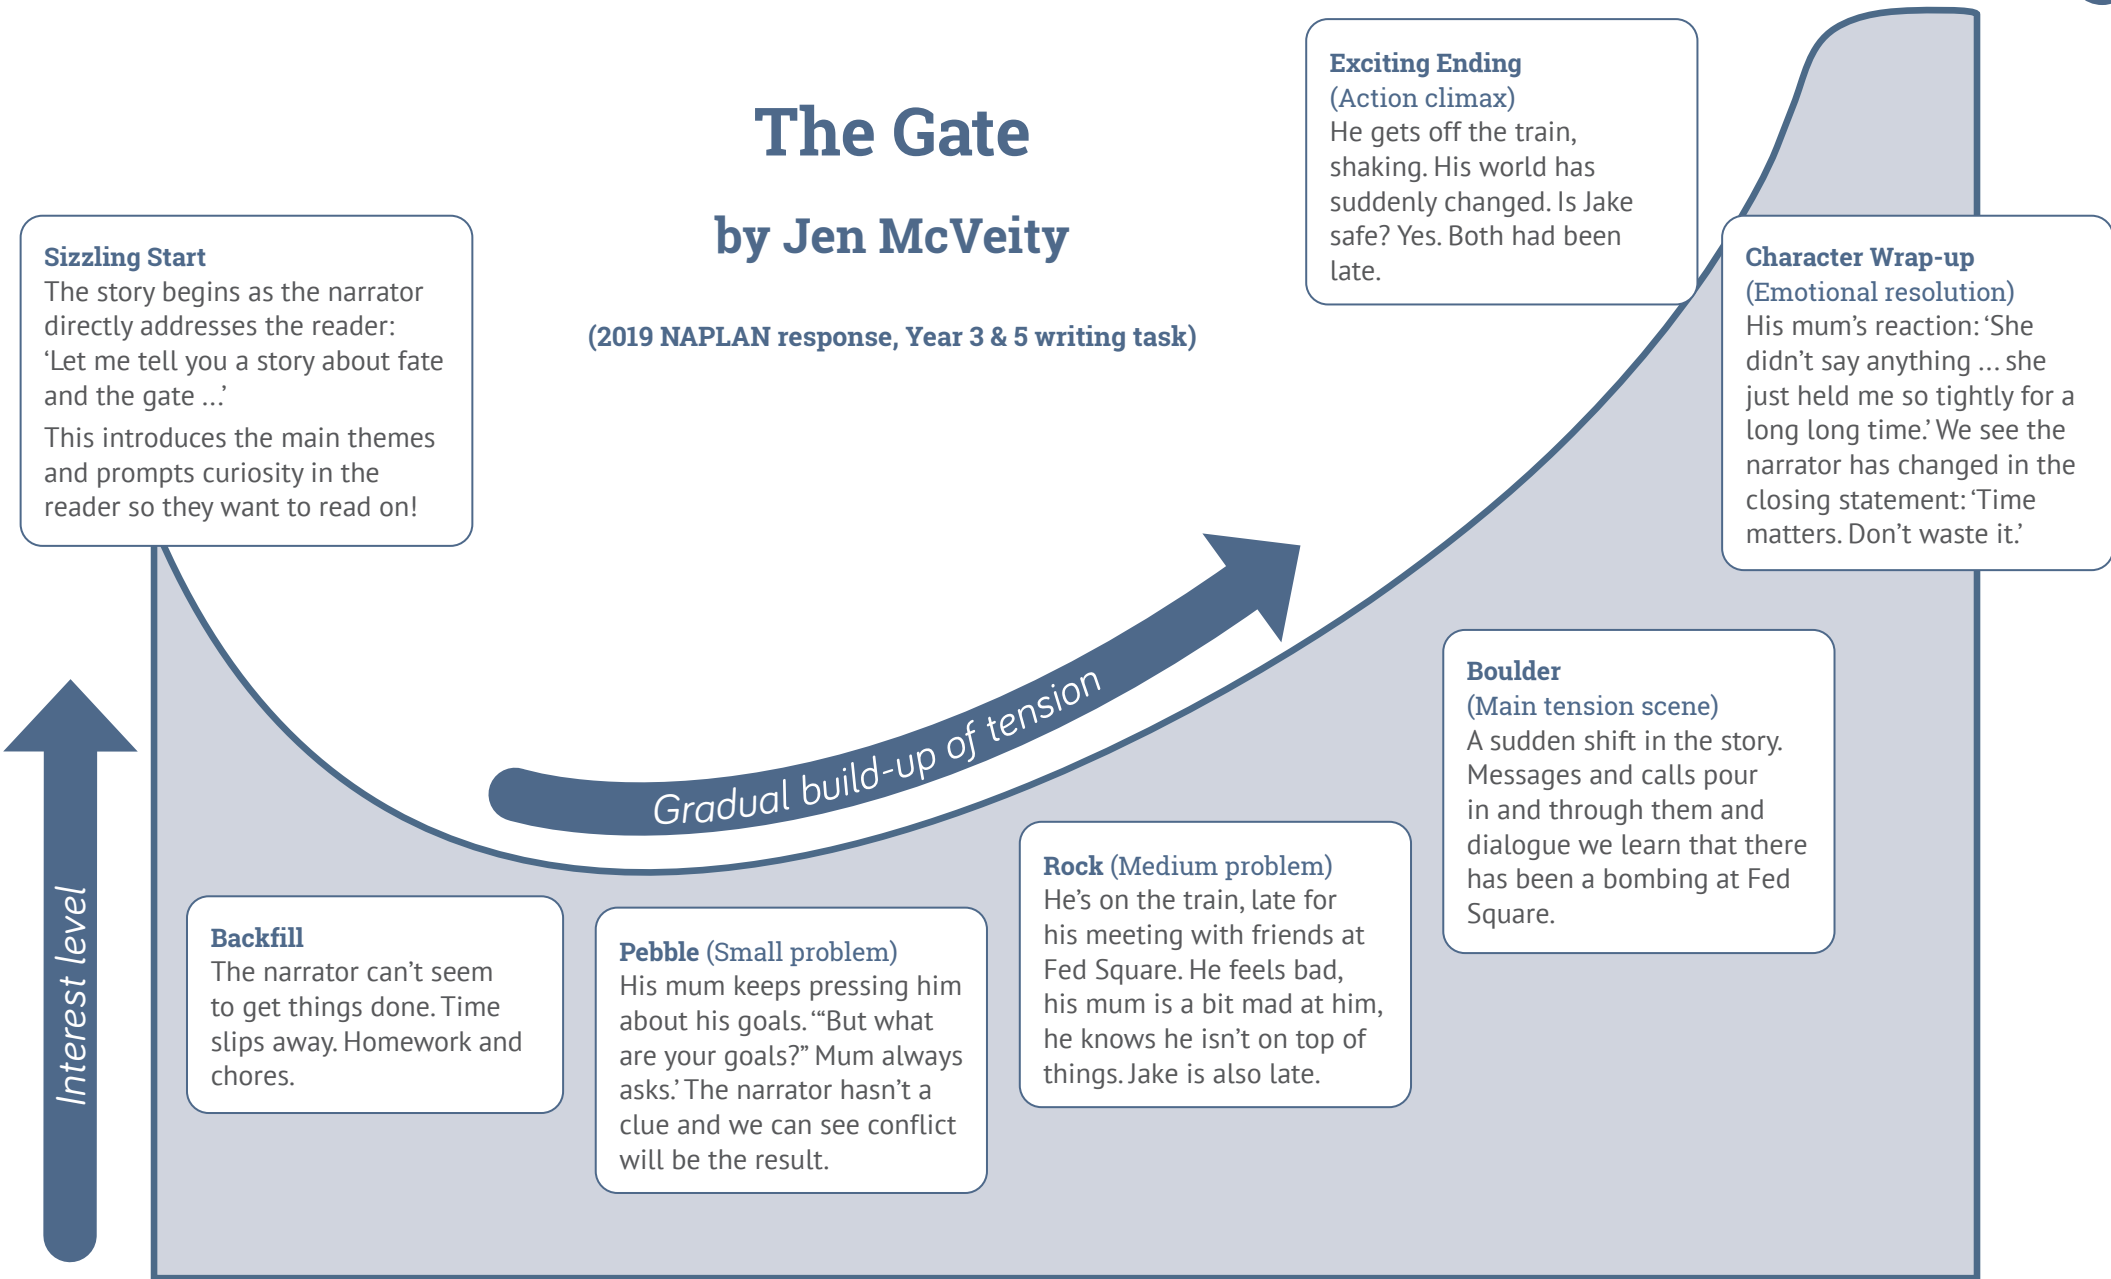 The Gate
by Jen McVeity
(2019 NAPLAN response, Year 3 & 5 writing task)
Sizzling Start
The story begins as the narrator
directly addresses the reader:
‘Let me tell you a story about fate
and the gate ...’
This introduces the main themes
and prompts curiosity in the
reader so they want to read on!
Interest level
Backfill
The narrator can’t seem
to get things done. Time
slips away. Homework and
chores.
Gradual build-up of tension
Pebble (Small problem)
His mum keeps pressing him
about his goals. ‘“But what
are your goals?” Mum always
asks.’ The narrator hasn’t a
clue and we can see conflict
will be the result.
Rock (Medium problem)
He’s on the train, late for
his meeting with friends at
Fed Square. He feels bad,
his mum is a bit mad at him,
he knows he isn’t on top of
things. Jake is also late.
Boulder
(Main tension scene)
A sudden shift in the story.
Messages and calls pour
in and through them and
dialogue we learn that there
has been a bombing at Fed
Square.
Exciting Ending
(Action climax)
He gets off the train,
shaking. His world has
suddenly changed. Is Jake
safe? Yes. Both had been
late.
Character Wrap-up
(Emotional resolution)
His mum’s reaction: ‘She
didn’t say anything ... she
just held me so tightly for a
long long time.’ We see the
narrator has changed in the
closing statement: ‘Time
matters. Don’t waste it.’